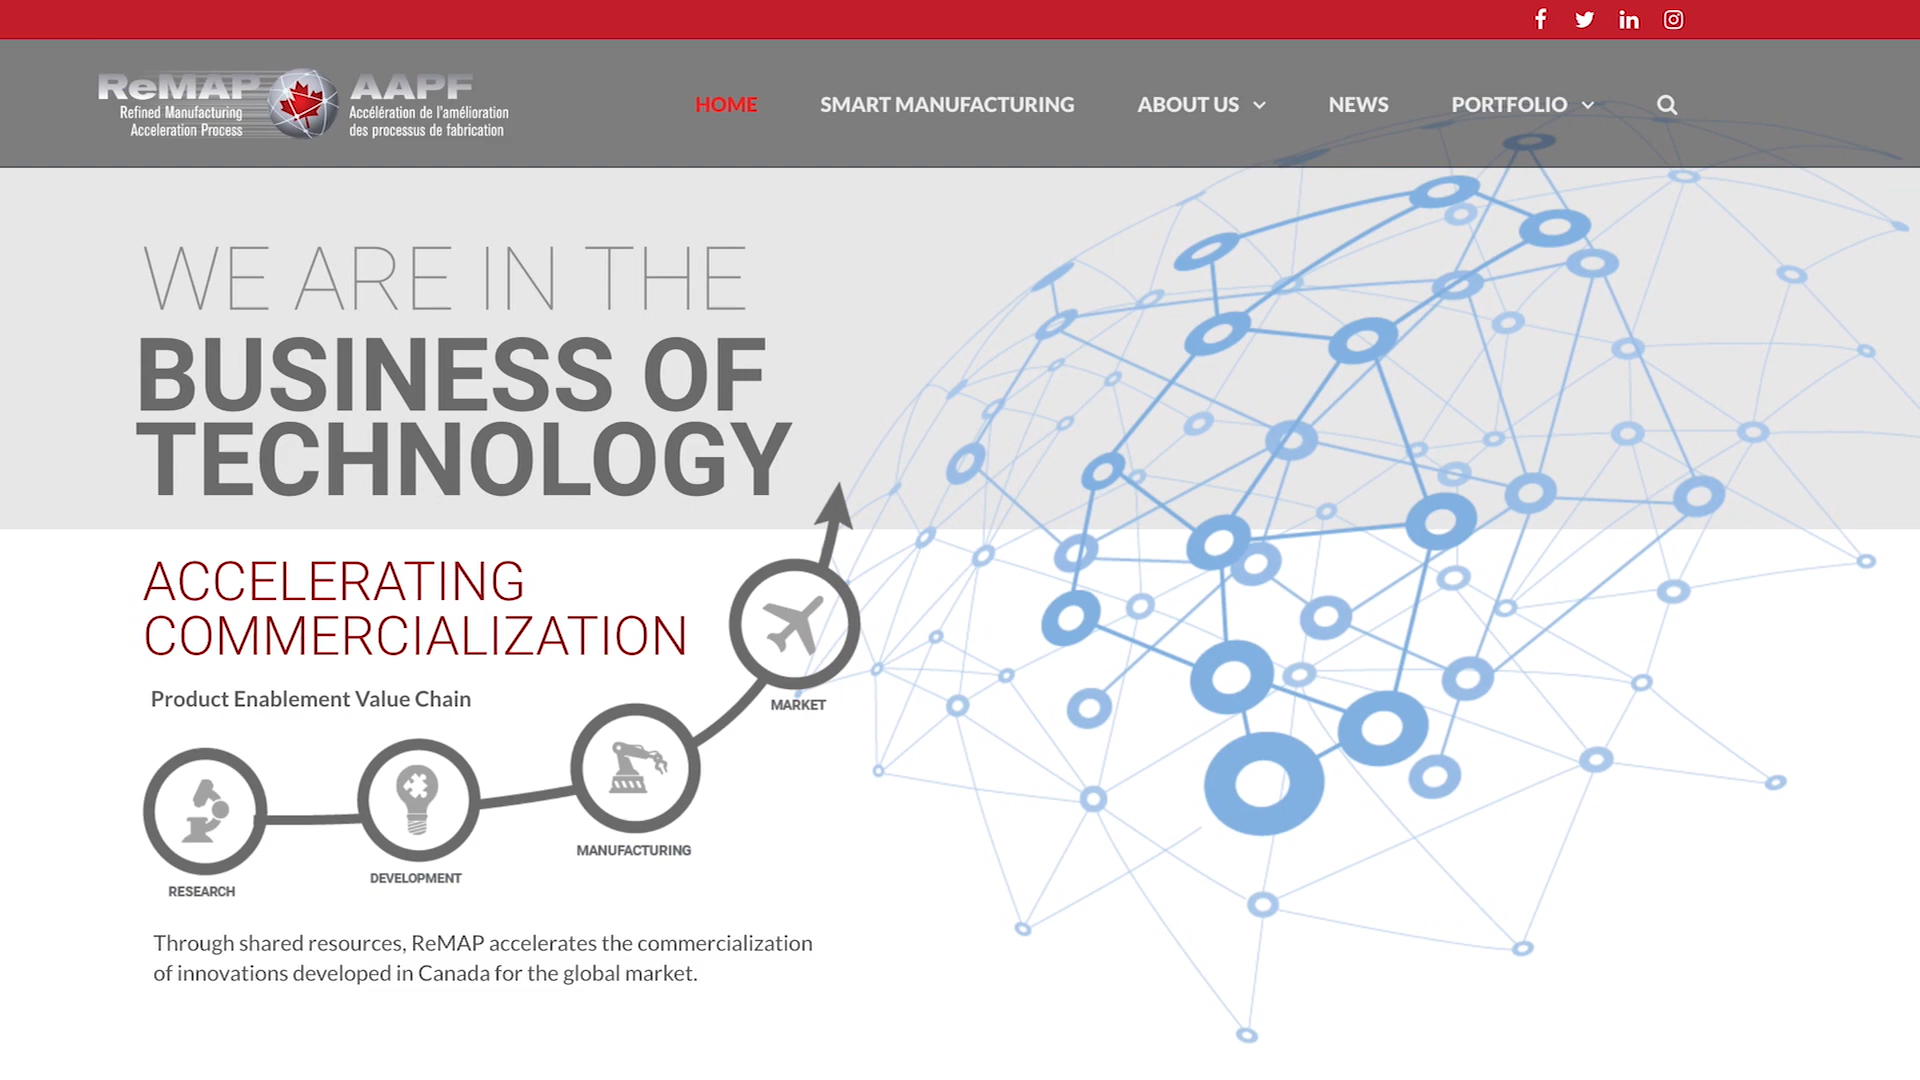 ReMAP
Refined Manufacturing
Acceleration Process
AAPF
Accélération de l'amélioration
des processus de fabrication
HOME
SMART MANUFACTURING
ABOUT US
NEWS
PORTFOLIO
WE ARE IN THE
BUSINESS OF
TECHNOLOGY
ACCELERATING
COMMERCIALIZATION
Product Enablement Value Chain
RESEARCH
DEVELOPMENT
MANUFACTURING
MARKET
Through shared resources, ReMAP accelerates the commercialization
of innovations developed in Canada for the global market.